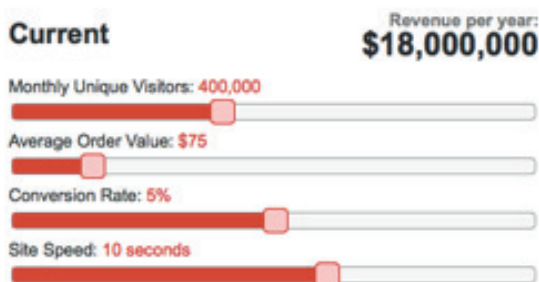 Current
Revenue per year:
$18,000,000
Monthly Unique Visitors: 400,000
Average Order Value: $75
Conversion Rate: 5%
Site Speed: 10 seconds